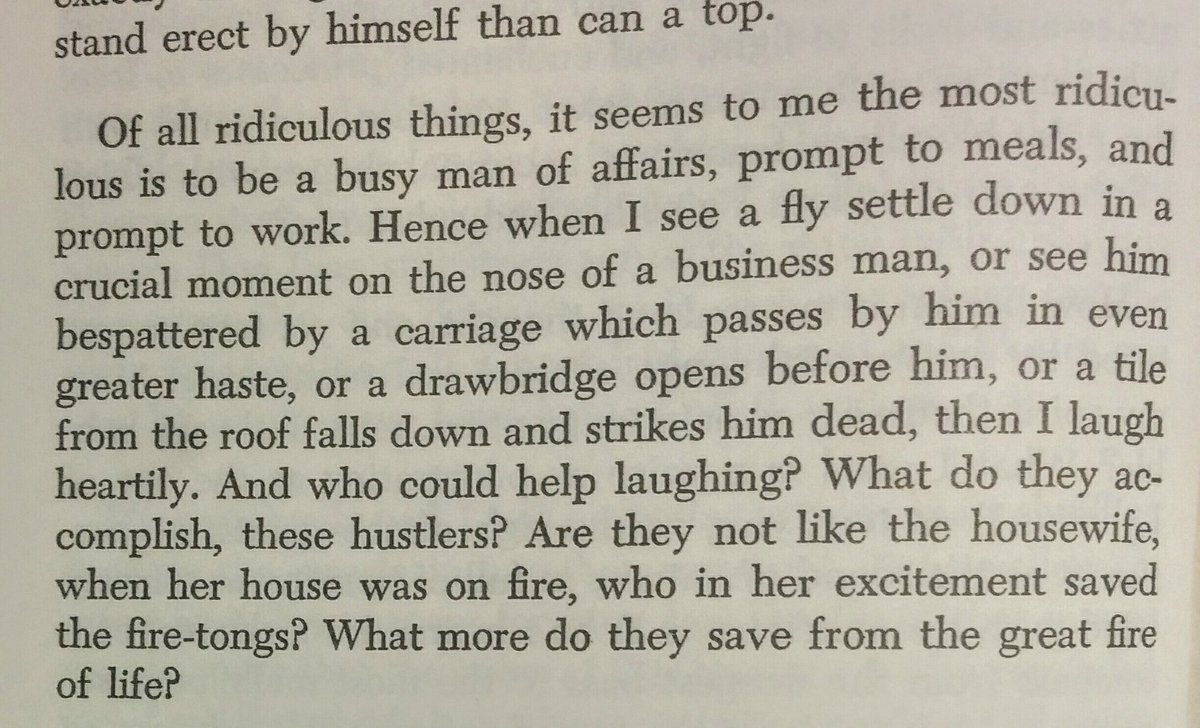 stand erect by himself than can a top.
Of all ridiculous things, it seems to me the most ridicu-
lous is to be a busy man of affairs, prompt to meals, and
prompt to work. Hence when I see a fly settle down in a
crucial moment on the nose of a business man, or see him
bespattered by a carriage which passes by him in even
greater haste, or a drawbridge opens before him, or a tile
from the roof falls down and strikes him dead, then I laugh
heartily. And who could help laughing? What do they ac-
complish, these hustlers? Are they not like the housewife,
when her house was on fire, who in her excitement saved
the fire-tongs? What more do they save from the great fire
of life?